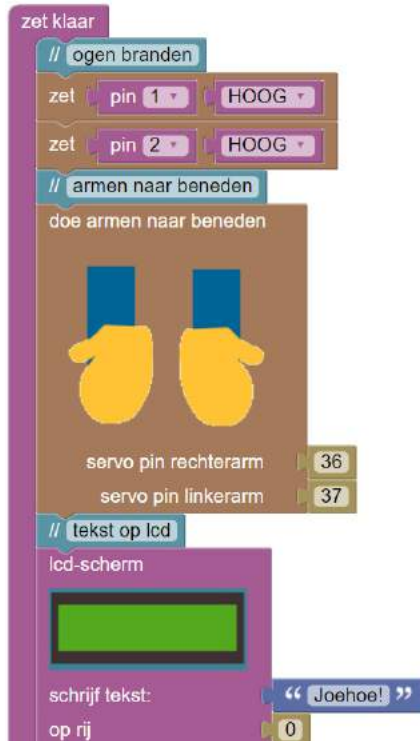 zet klaar
// ogen branden
zet pin 1 HOOG
zet pin 2 HOOG
// armen naar beneden
doe armen naar beneden
servo pin rechterarm 36
servo pin linkerarm 37
// tekst op lcd
lcd-scherm
schrijf tekst: “ Joehoe! ”
op rij 0